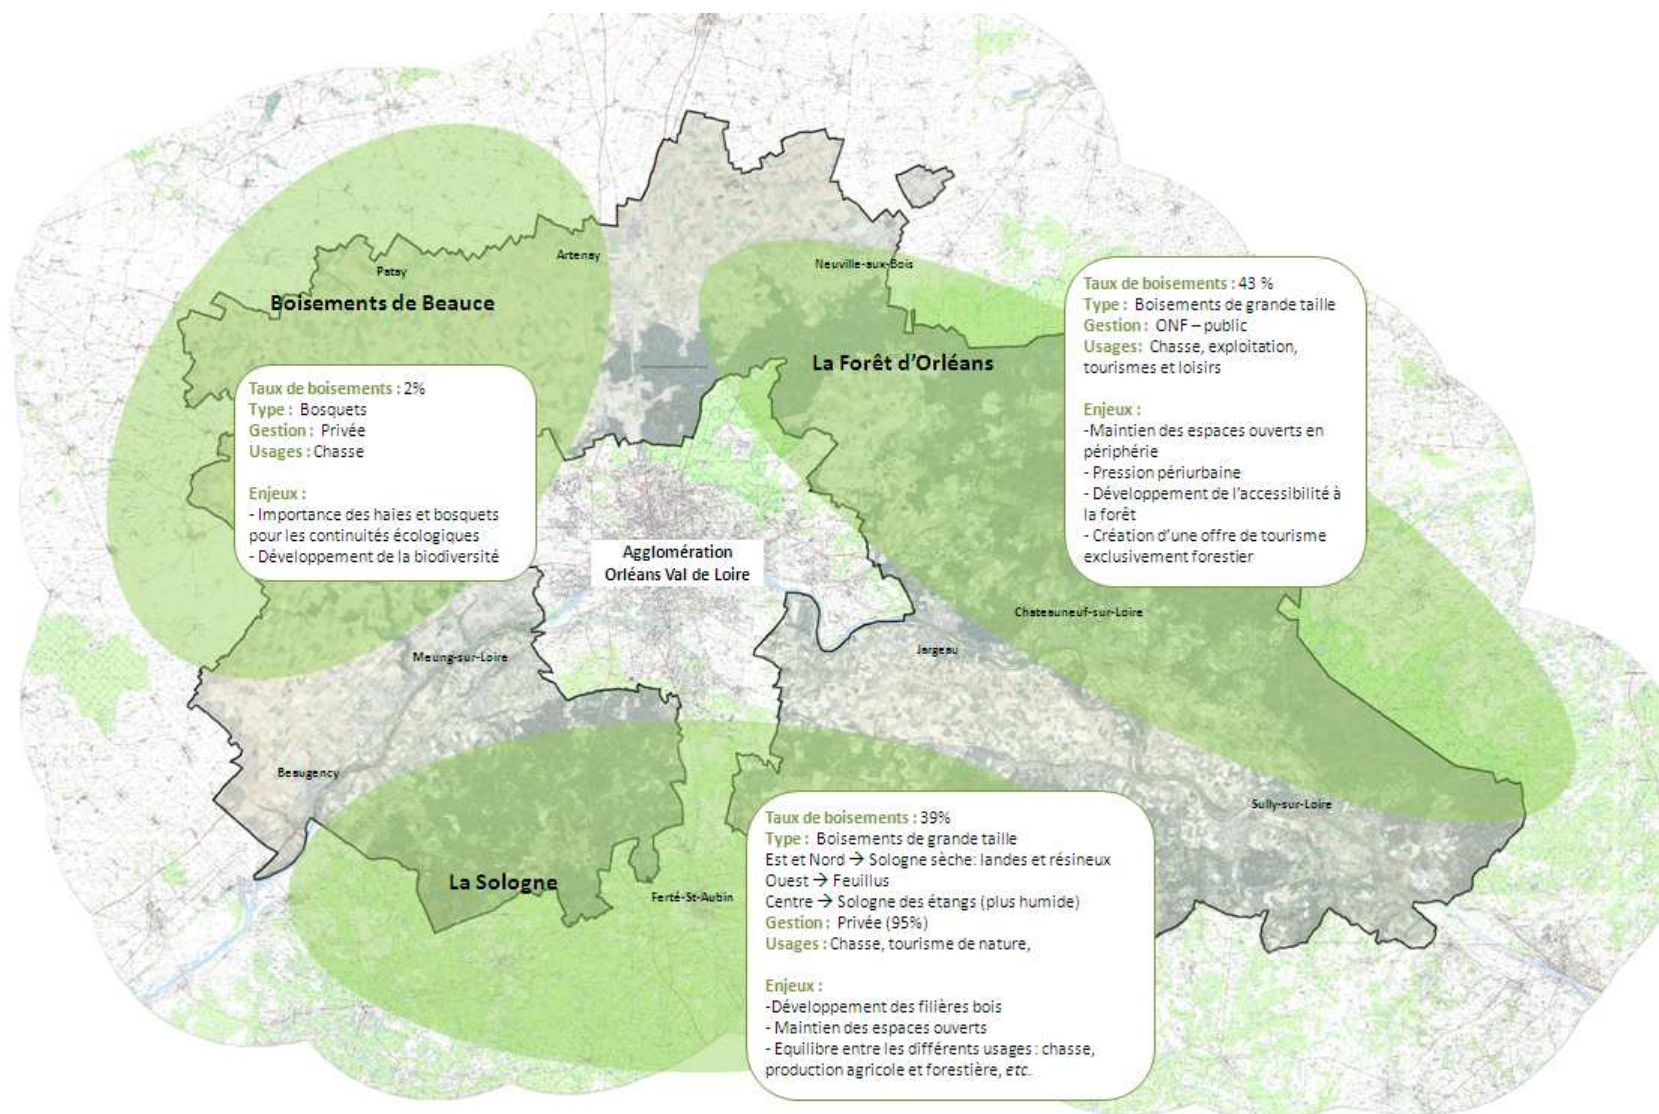 Patay
Artenay
Neuville-aux-Bois
Boisements de Beauce
Taux de boisements : 2%
Type : Bosquets
Gestion : Privée
Usages : Chasse
Enjeux :
- Importance des haies et bosquets
pour les continuités écologiques
- Développement de la biodiversité
La Forêt d'Orléans
Taux de boisements : 43 %
Type : Boisements de grande taille
Gestion : ONF – public
Usages: Chasse, exploitation,
tourismes et loisirs
Enjeux :
-Maintien des espaces ouverts en
périphérie
- Pression périurbaine
- Développement de l'accessibilité à
la forêt
- Création d'une offre de tourisme
exclusivement forestier
Agglomération
Orléans Val de Loire
Chateauneuf-sur-Loire
Jargeau
Meung-sur-Loire
Beaugency
Sully-sur-Loire
La Sologne
Ferté-St-Aubin
Taux de boisements : 39%
Type : Boisements de grande taille
Est et Nord → Sologne sèche: landes et résineux
Ouest → Feuillus
Centre → Sologne des étangs (plus humide)
Gestion : Privée (95%)
Usages : Chasse, tourisme de nature,
Enjeux :
-Développement des filières bois
- Maintien des espaces ouverts
- Equilibre entre les différents usages : chasse,
production agricole et forestière, etc.